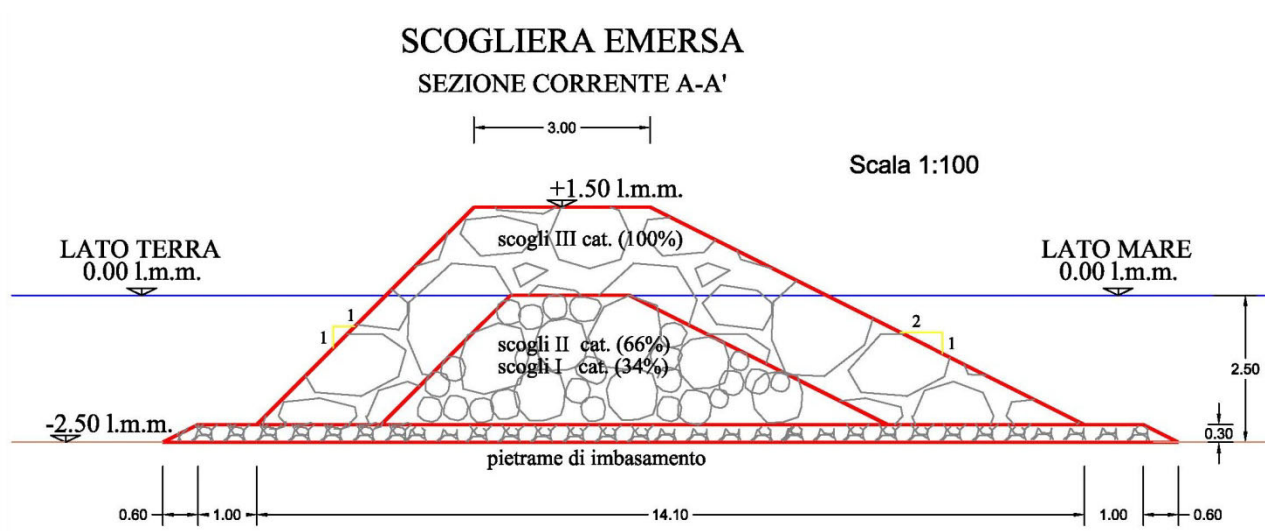 SCOGLIERA EMERSA
SEZIONE CORRENTE A-A'
3.00
Scala 1:100
+1.50 l.m.m.
scogli III cat. (100%)
LATO TERRA
0.00 l.m.m.
LATO MARE
0.00 l.m.m.
1
1
2
1
scogli II cat. (66%)
scogli I cat. (34%)
2.50
-2.50 l.m.m.
0.30
pietrame di imbasamento
0.60
1.00
14.10
1.00
0.60